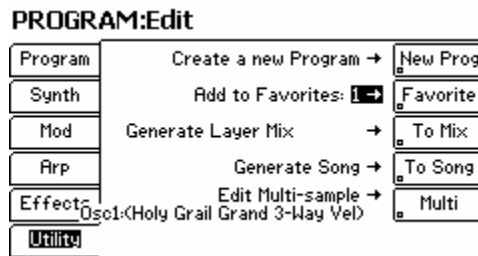 PROGRAM:Edit
Program Create a new Program → New Prog
Synth Add to Favorites: 1 → Favorite
Mod Generate Layer Mix → To Mix
Arp Generate Song → To Song
Effects Edit Multi-sample → Multi
Osc1:(Holy Grail Grand 3-Way Vel)
Utility